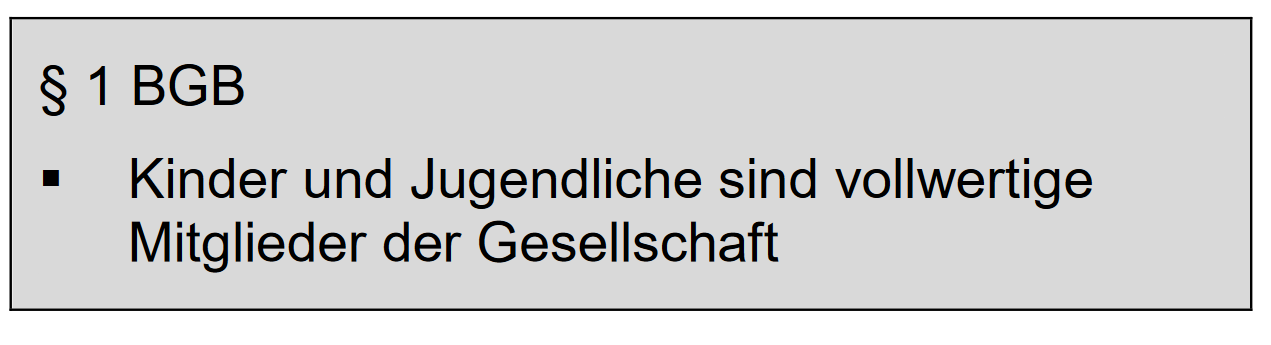 § 1 BGB
▪ Kinder und Jugendliche sind vollwertige
Mitglieder der Gesellschaft